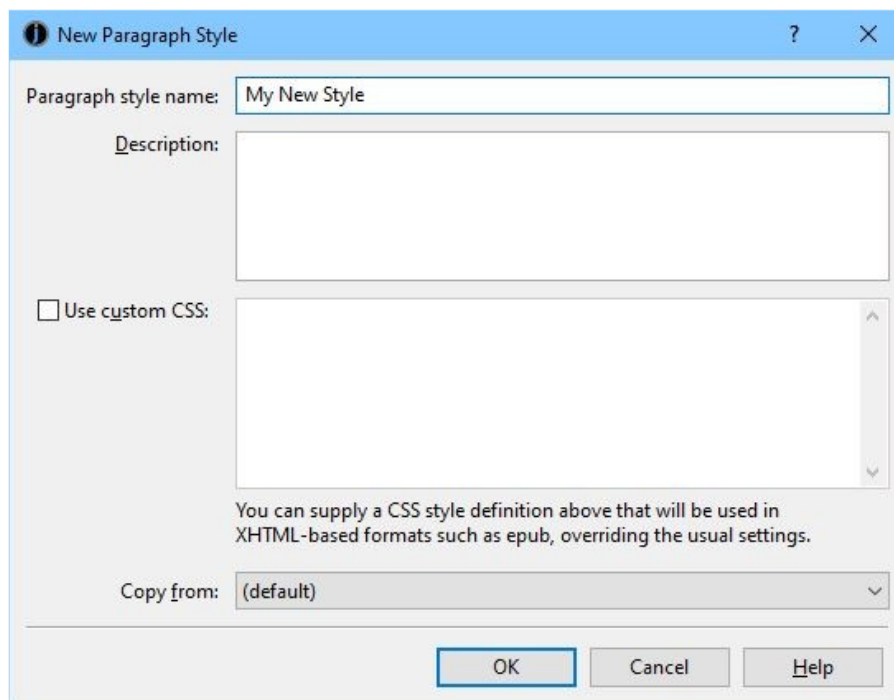 New Paragraph Style
?
Paragraph style name: My New Style
Description:
Use custom CSS:
You can supply a CSS style definition above that will be used in
XHTML-based formats such as epub, overriding the usual settings.
Copy from: (default)
OK Cancel Help